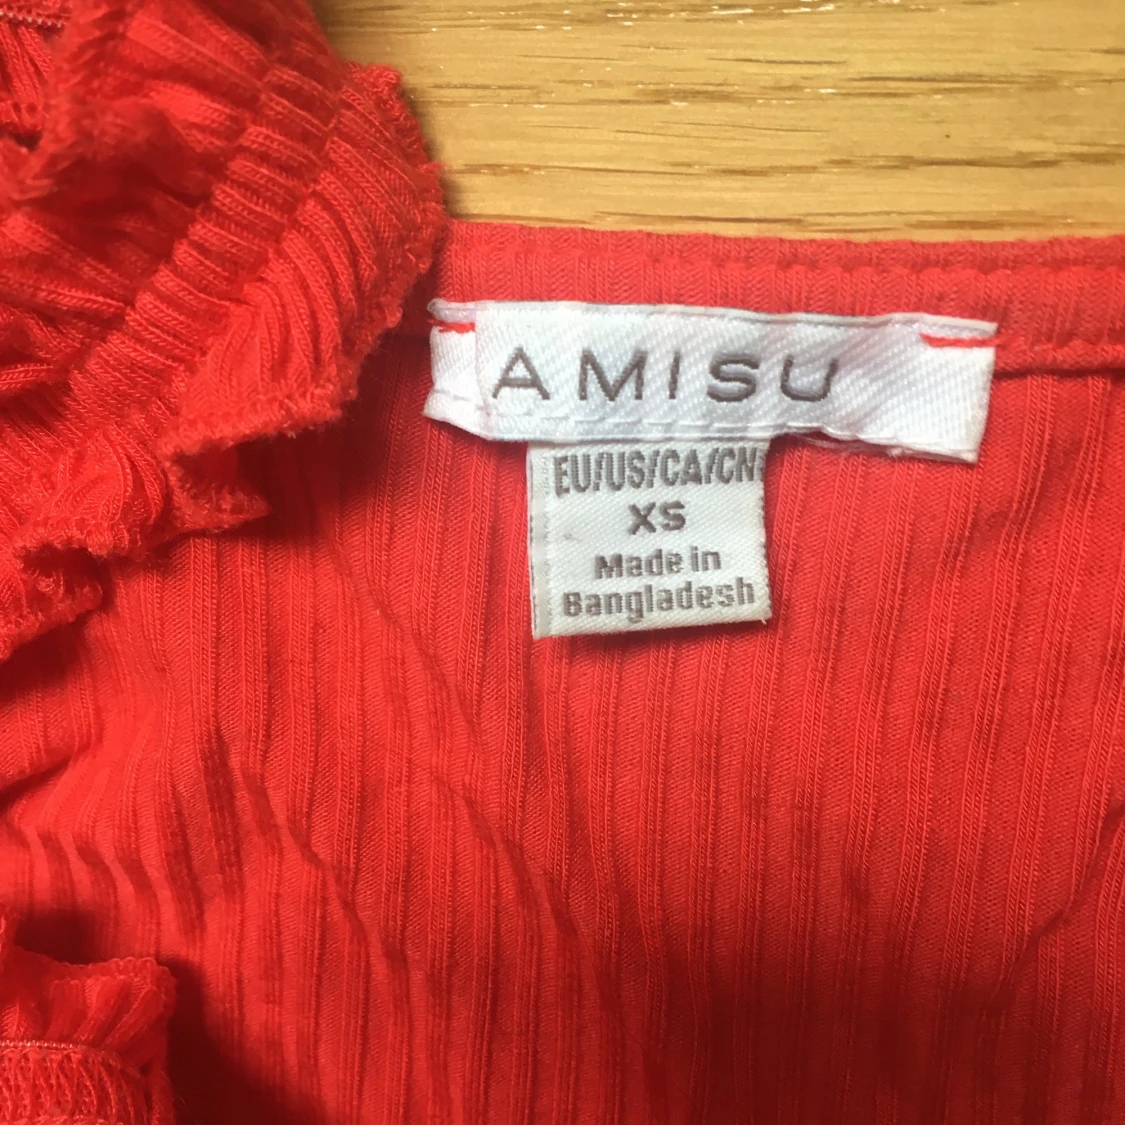 AMISU
EU/US/CA/CN
XS
Made in
Bangladesh